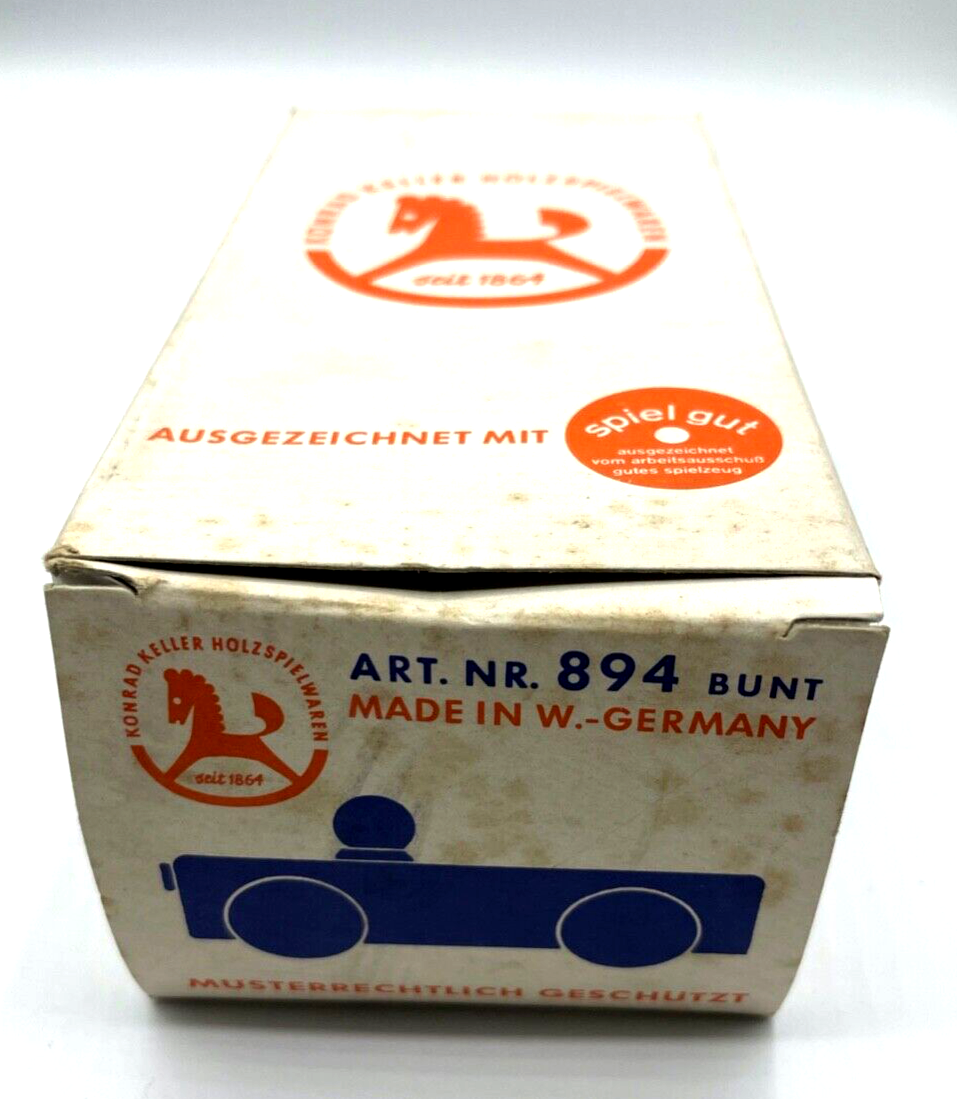 KONRAD KELLER HOLZSPIELWAREN
seit 1864
AUSGEZEICHNET MIT
spiel gut
ausgezeichnet
vom arbeitsausschuß
gutes spielzeug
KONRAD KELLER HOLZSPIELWAREN
seit 1864
ART. NR. 894 BUNT
MADE IN W.-GERMANY
MUSTERRECHTLICH GESCHÜTZT